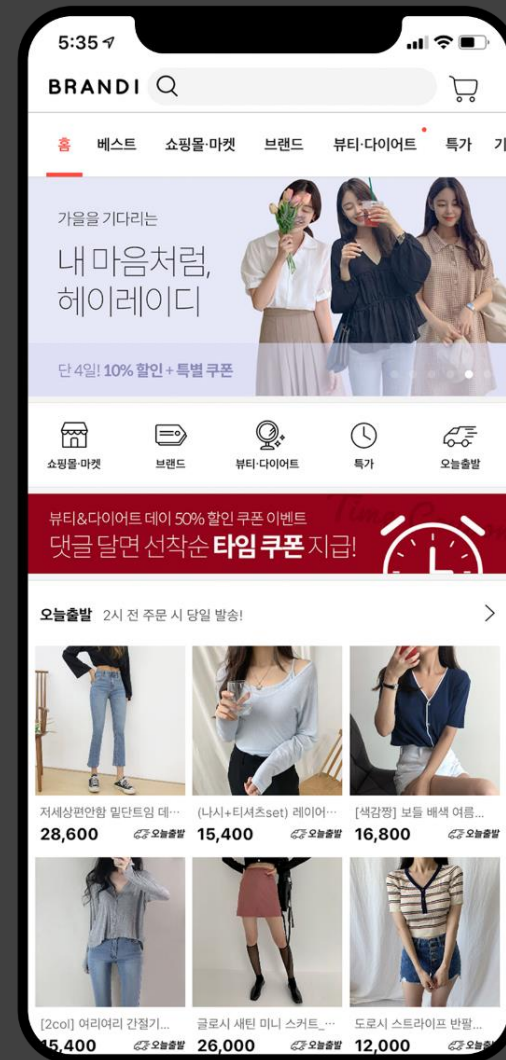 5:35
BRANDI
홈 베스트 쇼핑몰·마켓 브랜드 뷰티·다이어트 특가 기
가을을 기다리는
내 마음처럼,
헤이레이디
단 4일! 10% 할인 + 특별 쿠폰
쇼핑몰·마켓 브랜드 뷰티·다이어트 특가 오늘출발
뷰티&다이어트 데이 50% 할인 쿠폰 이벤트
댓글 달면 선착순 타임 쿠폰 지급!
오늘출발 2시 전 주문 시 당일 발송!
저세상편안함 밑단트임 데… (나시+티셔츠set) 레이어… [색감짱] 보들 배색 여름...
28,600 오늘출발 15,400 오늘출발 16,800 오늘출발
[2col] 여리여리 간절기... 글로시 새틴 미니 스커트_… 도로시 스트라이프 반팔...
15,400 오늘출발 26,000 오늘출발 12,000 오늘출발